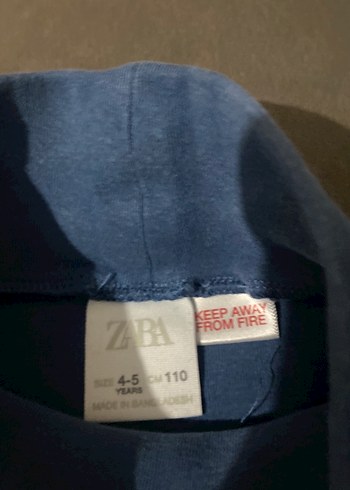 ZARA
SIZE 4-5 CM 110
YEARS
MADE IN BANGLADESH
KEEP AWAY
FROM FIRE